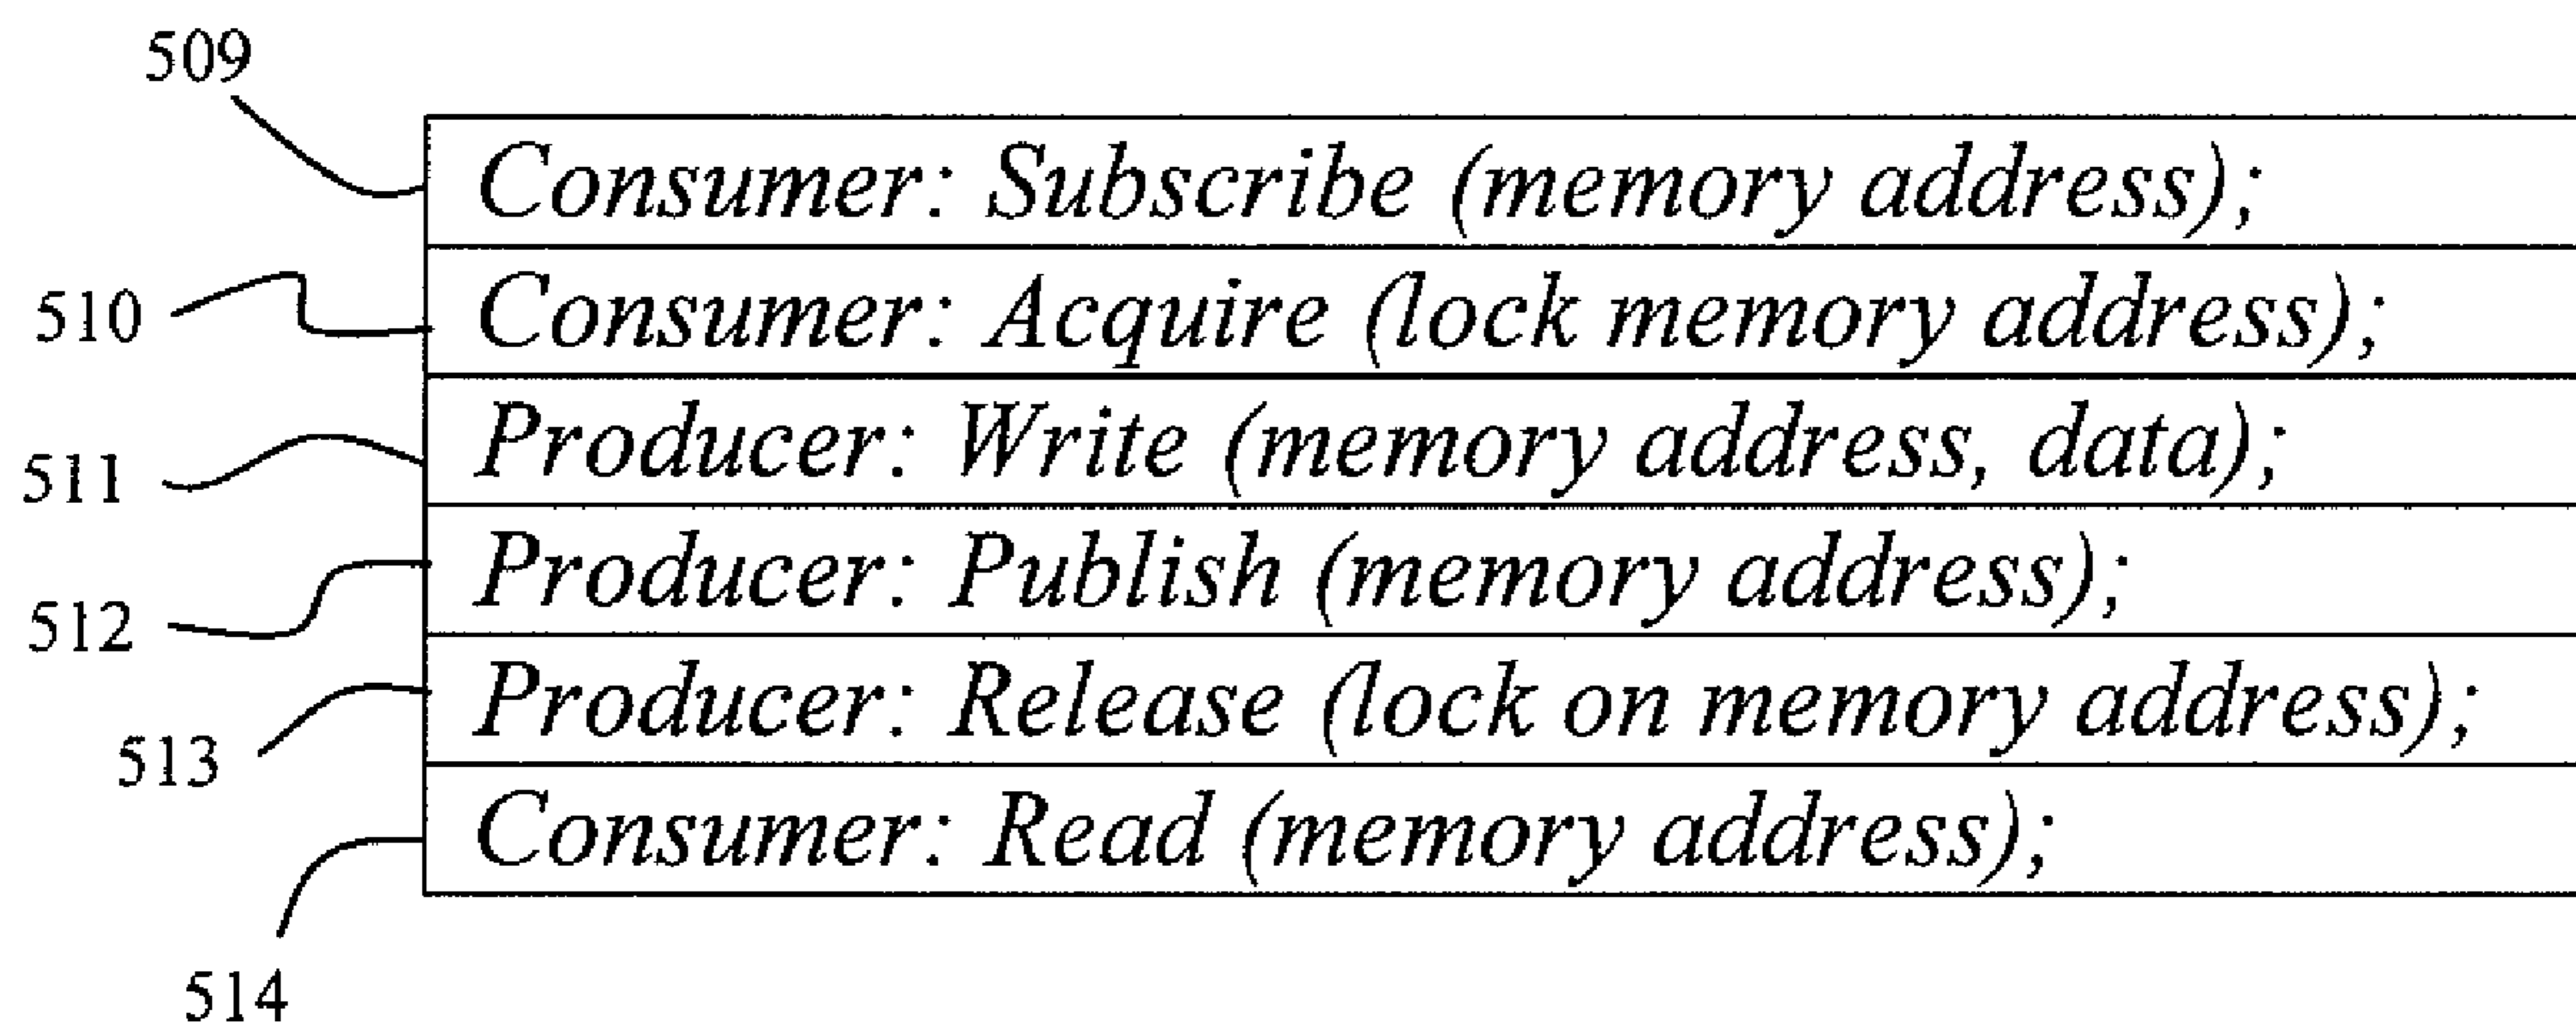 509
Consumer: Subscribe (memory address);
510
Consumer: Acquire (lock memory address);
511
Producer: Write (memory address, data);
512
Producer: Publish (memory address);
513
Producer: Release (lock on memory address);
514
Consumer: Read (memory address);